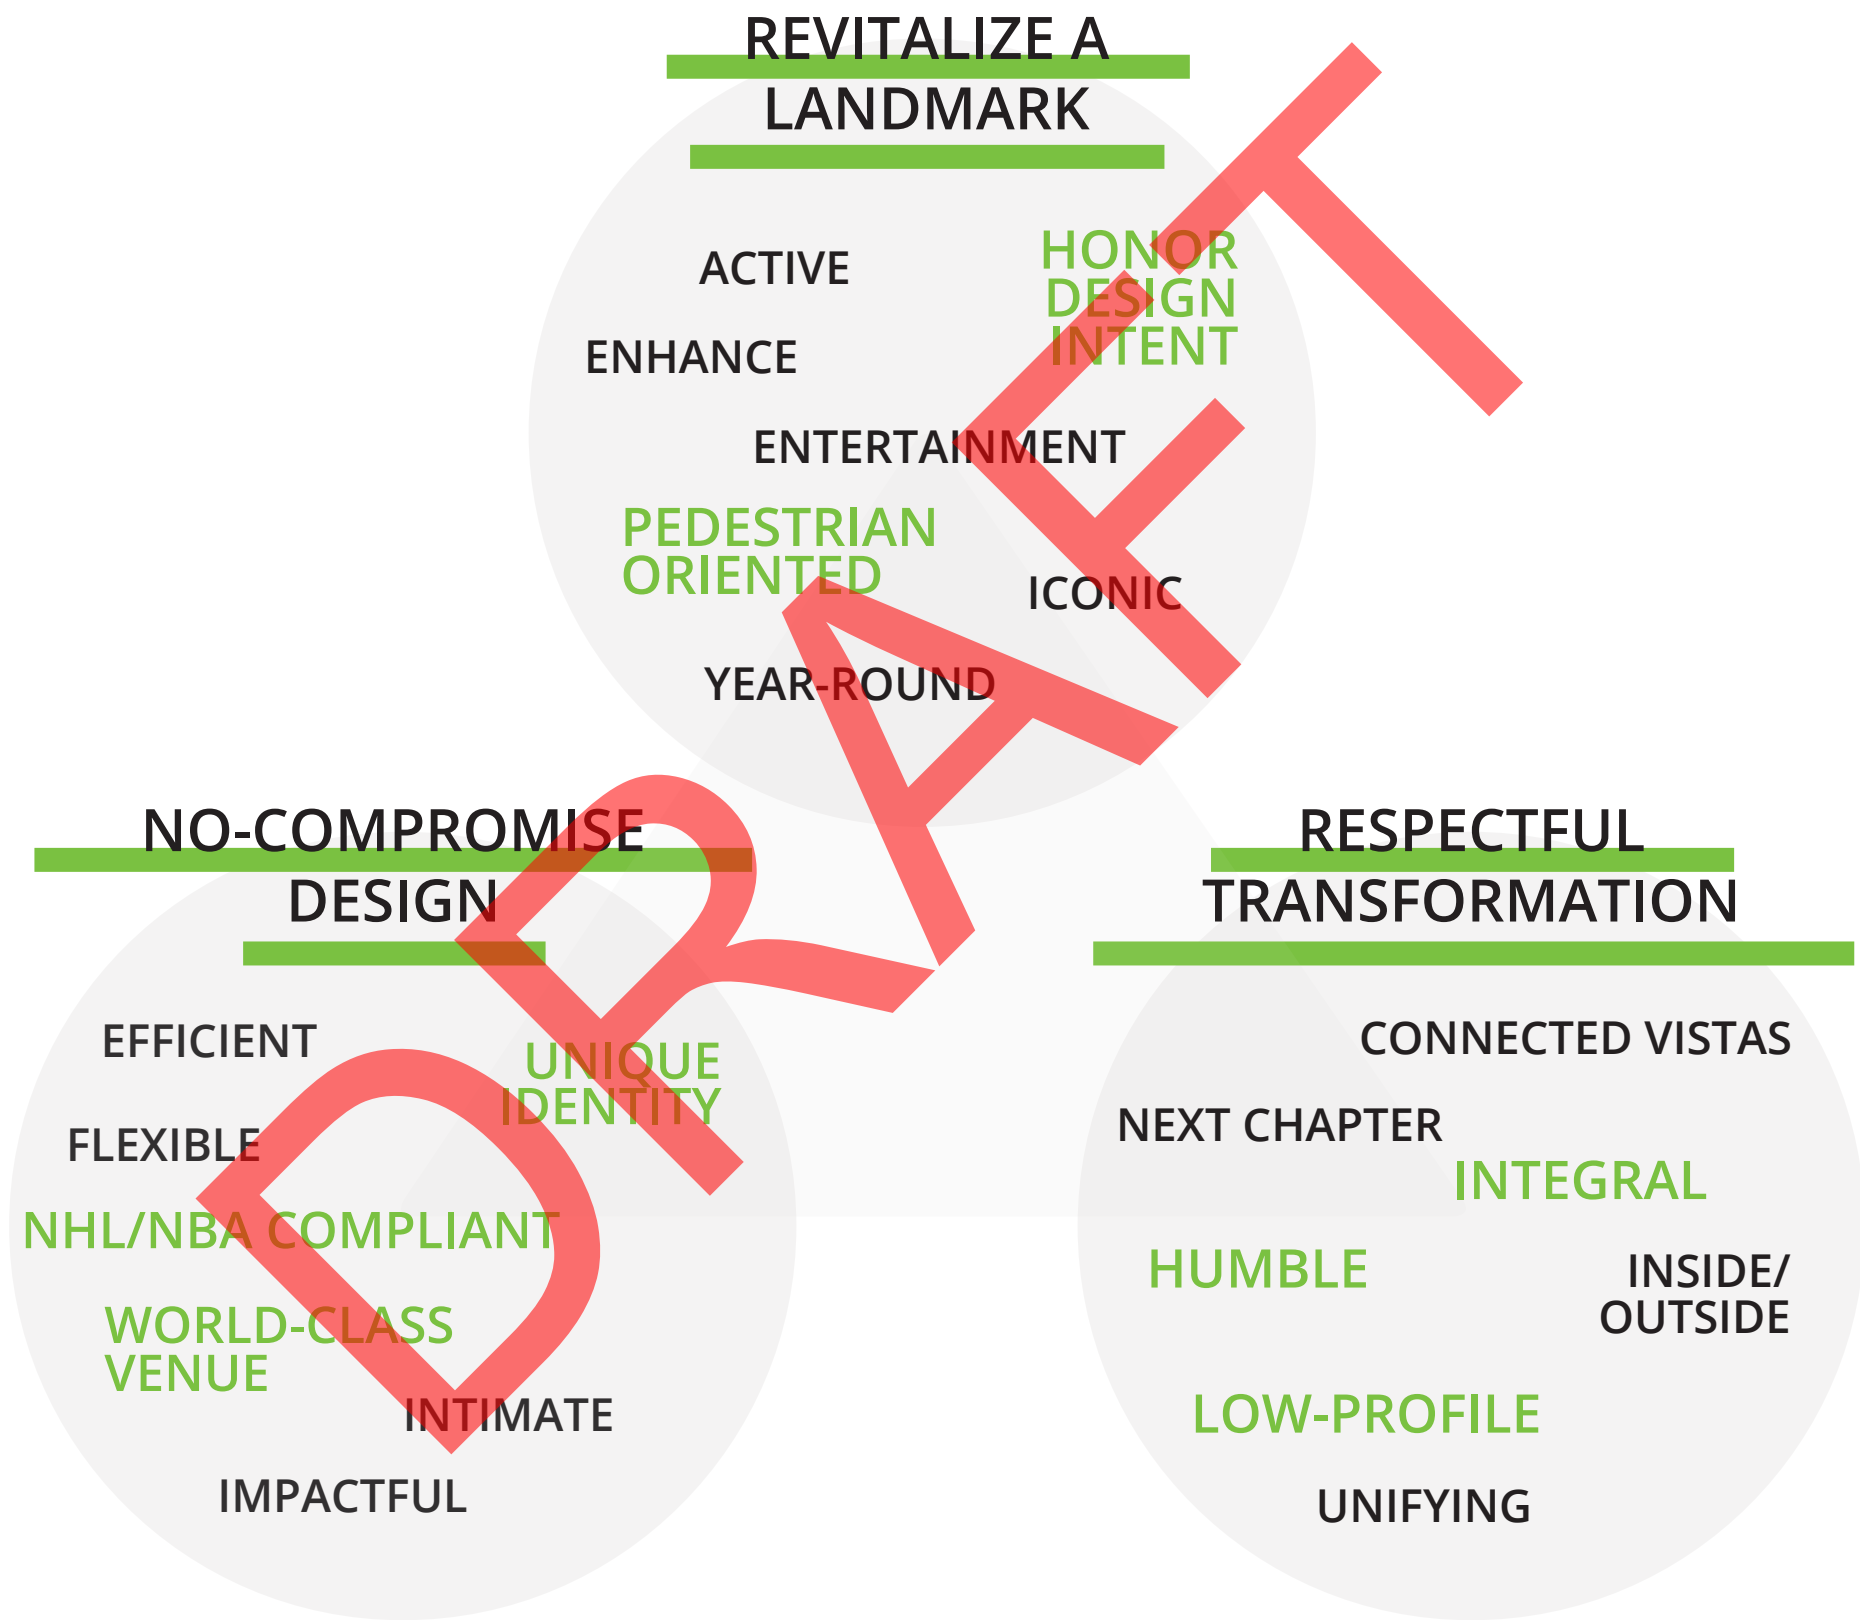 REVITALIZE A
LANDMARK
ACTIVE
HONOR
DESIGN
INTENT
ENHANCE
ENTERTAINMENT
PEDESTRIAN
ORIENTED
ICONIC
YEAR-ROUND
NO-COMPROMISE
DESIGN
EFFICIENT
UNIQUE
IDENTITY
FLEXIBLE
NHL/NBA COMPLIANT
WORLD-CLASS
VENUE
INTIMATE
IMPACTFUL
RESPECTFUL
TRANSFORMATION
CONNECTED VISTAS
NEXT CHAPTER
INTEGRAL
HUMBLE
INSIDE/
OUTSIDE
LOW-PROFILE
UNIFYING
DRAFT